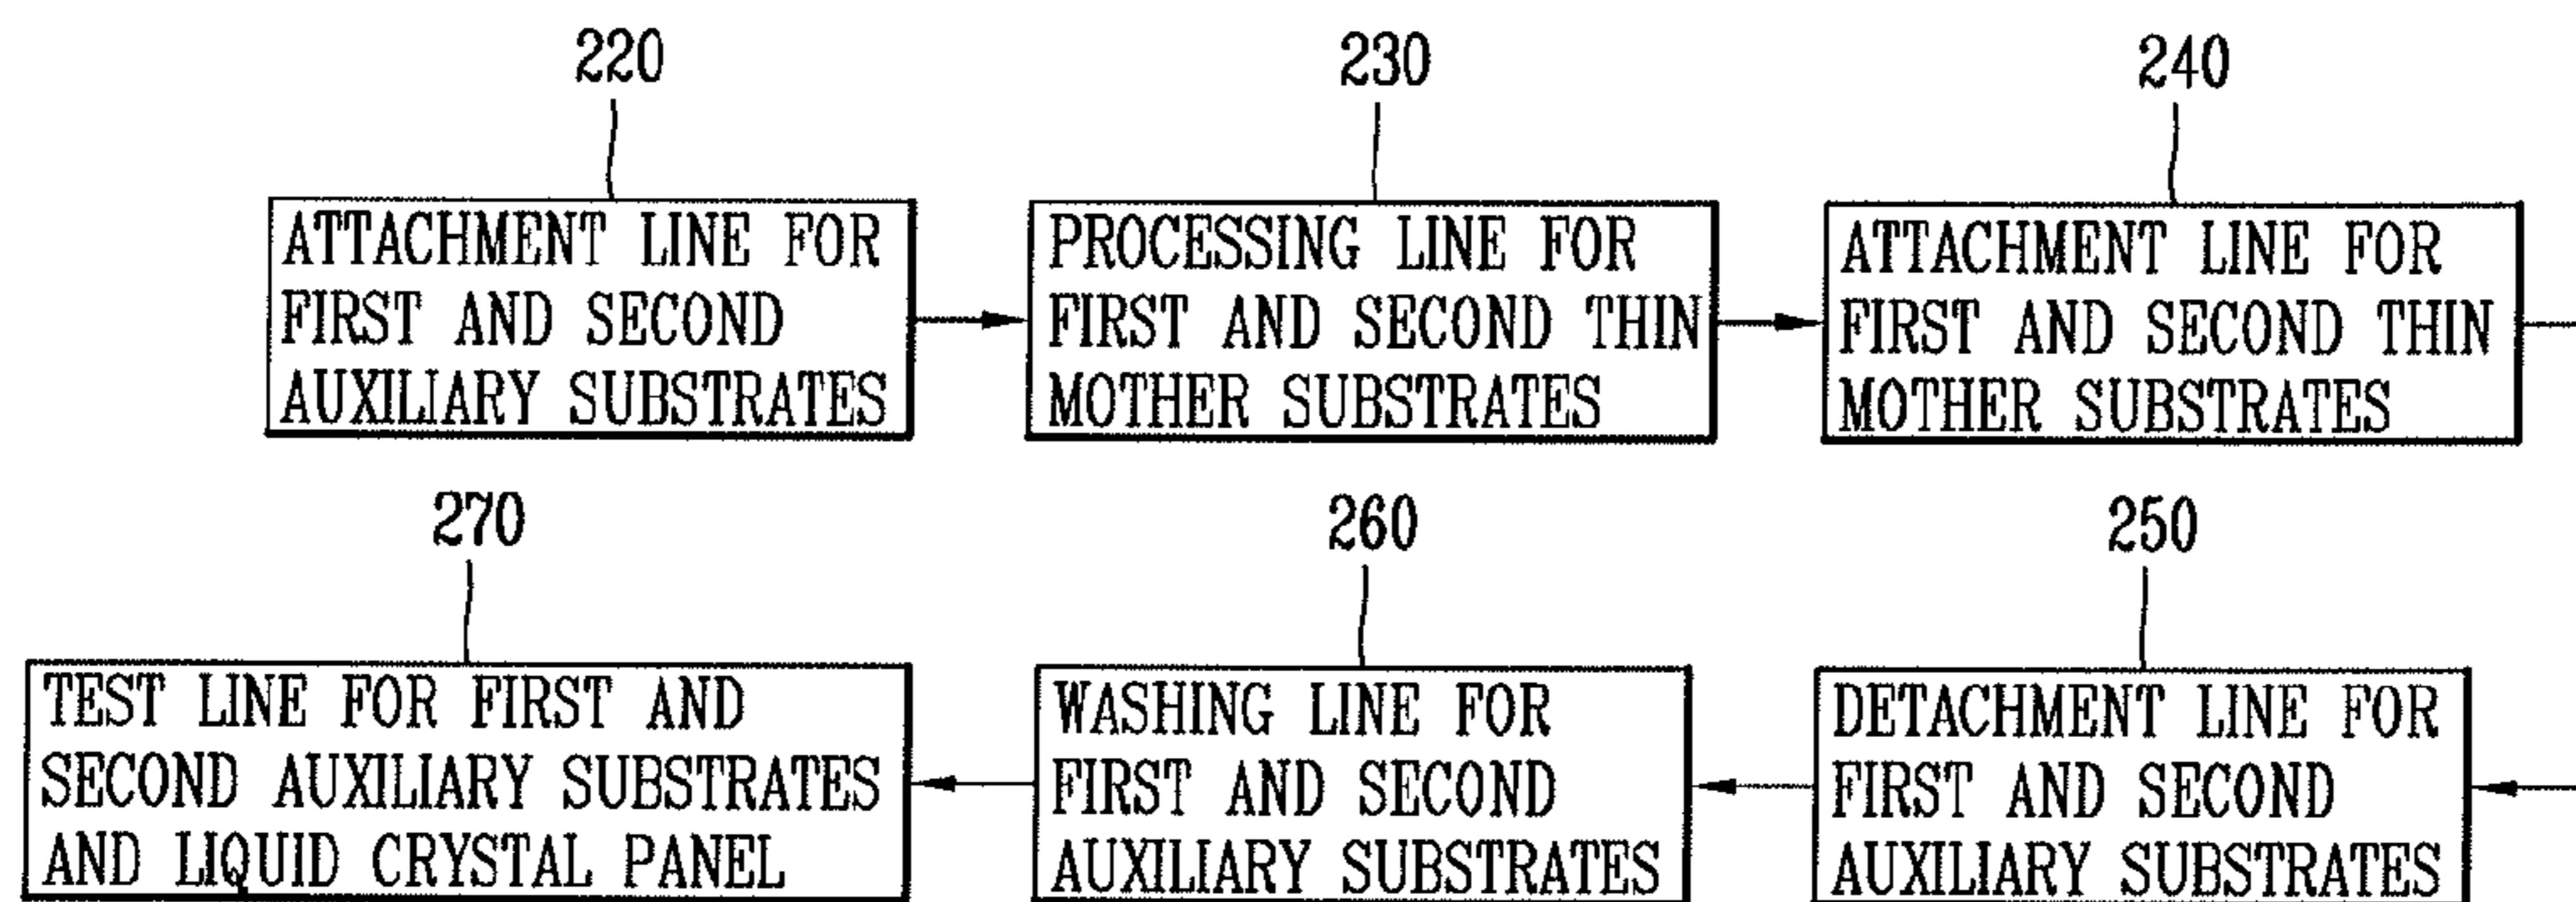 220
ATTACHMENT LINE FOR
FIRST AND SECOND
AUXILIARY SUBSTRATES
230
PROCESSING LINE FOR
FIRST AND SECOND THIN
MOTHER SUBSTRATES
240
ATTACHMENT LINE FOR
FIRST AND SECOND THIN
MOTHER SUBSTRATES
250
DETACHMENT LINE FOR
FIRST AND SECOND
AUXILIARY SUBSTRATES
260
WASHING LINE FOR
FIRST AND SECOND
AUXILIARY SUBSTRATES
270
TEST LINE FOR FIRST AND
SECOND AUXILIARY SUBSTRATES
AND LIQUID CRYSTAL PANEL